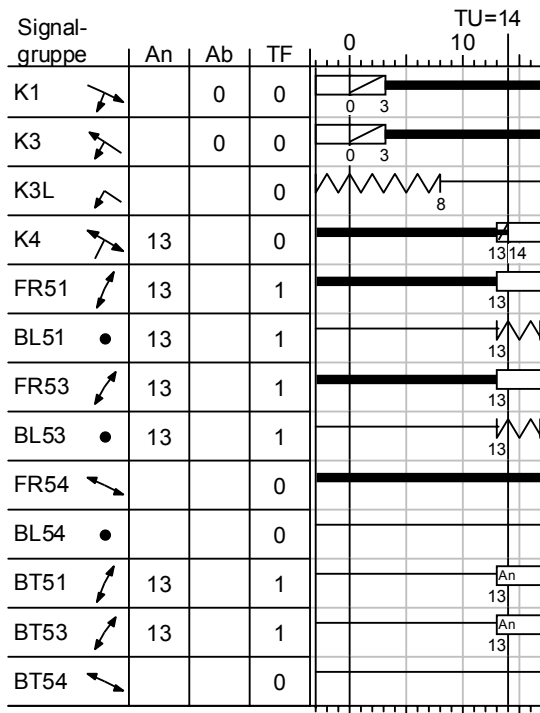 TU=14
Signal-
gruppe An Ab TF 0 10
K1 0 0
0 3
K3 0 0
0 3
K3L 0
8
K4 13 0
13 14
FR51 13 1
13
BL51 13 1
13
FR53 13 1
13
BL53 13 1
13
FR54 0
BL54 0
BT51 13 1 An
13
BT53 13 1 An
13
BT54 0